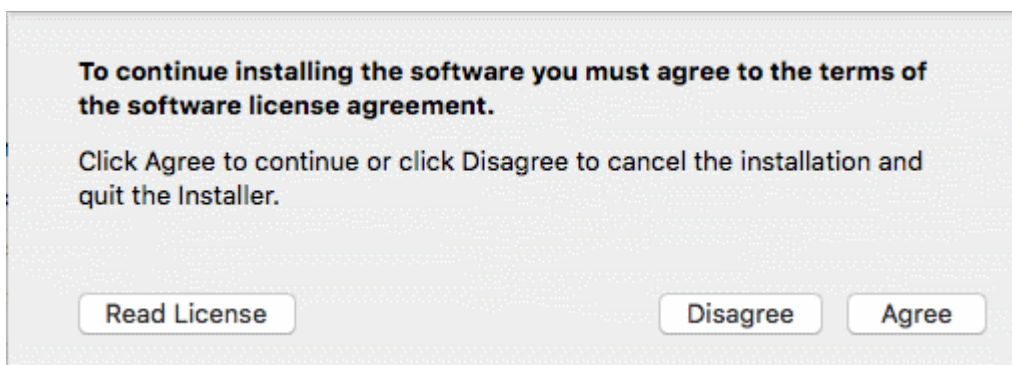 To continue installing the software you must agree to the terms of
the software license agreement.
Click Agree to continue or click Disagree to cancel the installation and
quit the Installer.
Read License
Disagree
Agree